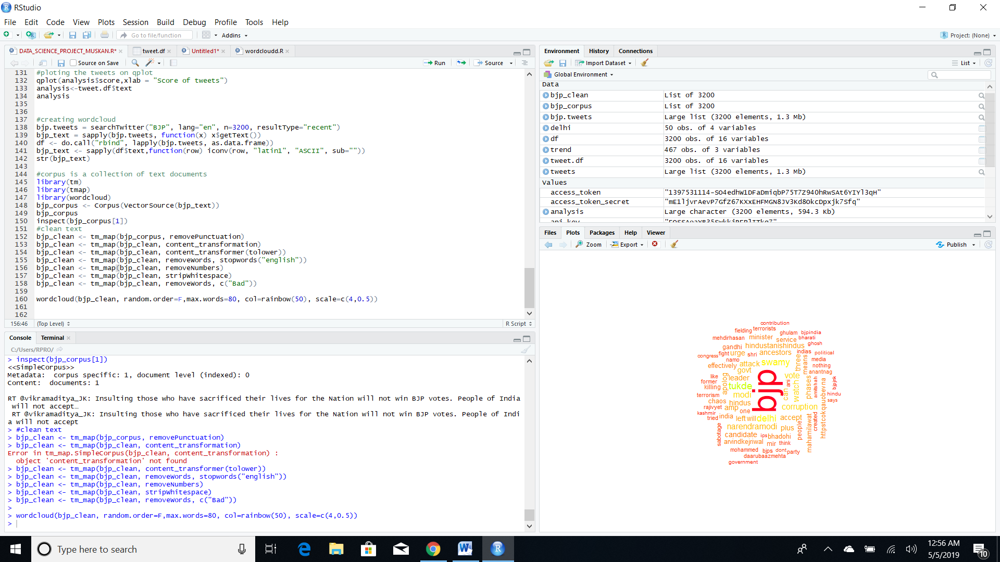 RStudio
File Edit Code View Plots Session Build Debug Profile Tools Help
Go to file/function Addins Project: (None)
DATA_SCIENCE_PROJECT_MUSKAN.R* tweet.df Untitled1* wordcloudd.R
Source on Save Run Source
131 #ploting the tweets on qplot
132 qplot(analysis$score,xlab = "Score of tweets")
133 analysis<-tweet.df$text
134 analysis
135
136
137 #creating wordcloud
138 bjp.tweets = searchTwitter("BJP", lang="en", n=3200, resultType="recent")
139 bjp_text = sapply(bjp.tweets, function(x) x$getText())
140 df <- do.call("rbind", lapply(bjp.tweets, as.data.frame))
141 bjp_text <- sapply(df$text,function(row) iconv(row, "latin1", "ASCII", sub=""))
142 str(bjp_text)
143
144 #corpus is a collection of text documents
145 library(tm)
146 library(tmap)
147 library(wordcloud)
148 bjp_corpus <- Corpus(VectorSource(bjp_text))
149 bjp_corpus
150 inspect(bjp_corpus[1])
151 #clean text
152 bjp_clean <- tm_map(bjp_corpus, removePunctuation)
153 bjp_clean <- tm_map(bjp_clean, content_transformation)
154 bjp_clean <- tm_map(bjp_clean, content_transformer(tolower))
155 bjp_clean <- tm_map(bjp_clean, removeWords, stopwords("english"))
156 bjp_clean <- tm_map(bjp_clean, removeNumbers)
157 bjp_clean <- tm_map(bjp_clean, stripWhitespace)
158 bjp_clean <- tm_map(bjp_clean, removeWords, c("Bad"))
159
160 wordcloud(bjp_clean, random.order=F,max.words=80, col=rainbow(50), scale=c(4,0.5))
161
162
156:46 (Top Level) R Script
Console Terminal
C:/Users/RPRO/
> inspect(bjp_corpus[1])
<<SimpleCorpus>>
Metadata: corpus specific: 1, document level (indexed): 0
Content: documents: 1
RT @vikramaditya_JK: Insulting those who have sacrificed their lives for the Nation will not win BJP votes. People of India
will not accept…
RT @vikramaditya_JK: Insulting those who have sacrificed their lives for the Nation will not win BJP votes. People of Indi
a will not accept
> #clean text
> bjp_clean <- tm_map(bjp_corpus, removePunctuation)
> bjp_clean <- tm_map(bjp_clean, content_transformation)
Error in tm_map.SimpleCorpus(bjp_clean, content_transformation) :
object 'content_transformation' not found
> bjp_clean <- tm_map(bjp_clean, content_transformer(tolower))
> bjp_clean <- tm_map(bjp_clean, removeWords, stopwords("english"))
> bjp_clean <- tm_map(bjp_clean, removeNumbers)
> bjp_clean <- tm_map(bjp_clean, stripWhitespace)
> bjp_clean <- tm_map(bjp_clean, removeWords, c("Bad"))
>
> wordcloud(bjp_clean, random.order=F,max.words=80, col=rainbow(50), scale=c(4,0.5))
>
Environment History Connections
Import Dataset List
Global Environment
Data
bjp_clean List of 3200
bjp_corpus List of 3200
bjp.tweets Large list (3200 elements, 1.3 Mb)
delhi 50 obs. of 4 variables
df 3200 obs. of 16 variables
trend 467 obs. of 3 variables
tweet.df 3200 obs. of 16 variables
tweets Large list (3200 elements, 1.3 Mb)
Values
access_token "1397531114-SO4edhW1DFaDmiqbP75T7Z94OhRwSAt6YIYl3qH"
access_token_secret "mE1ljvrAevP7GfZ67KXxEHFMGN8JV3Kd8OkcDpxjk7Sfq"
analysis Large character (3200 elements, 594.3 Kb)
Files Plots Packages Help Viewer
Zoom Export Publish
contribution
fielding terrorists ghulam bjpindia
mehdirhasan minister service bharati
gandhi hindustanishindus ghosh
congress fight urge shri ancestors indias political
namo attack swamy three means media
effectively govt nothing
like leader bjp vote anantnag
former apolog ani phases amitshah bjpjnk
killing tukde can watch httpstcokqauobevna
terrorism modi hindu
chaos hindus says
rajivyet amp one corruption
kashmir tried india left will delhi accept created
narendramodi plus people mahamilawat
sabotage candidate ips bhadohi
arvindkejriwal mir think
mohammed bjps dont party
daarubaazmehta
government
Type here to search
12:56 AM
5/5/2019
10